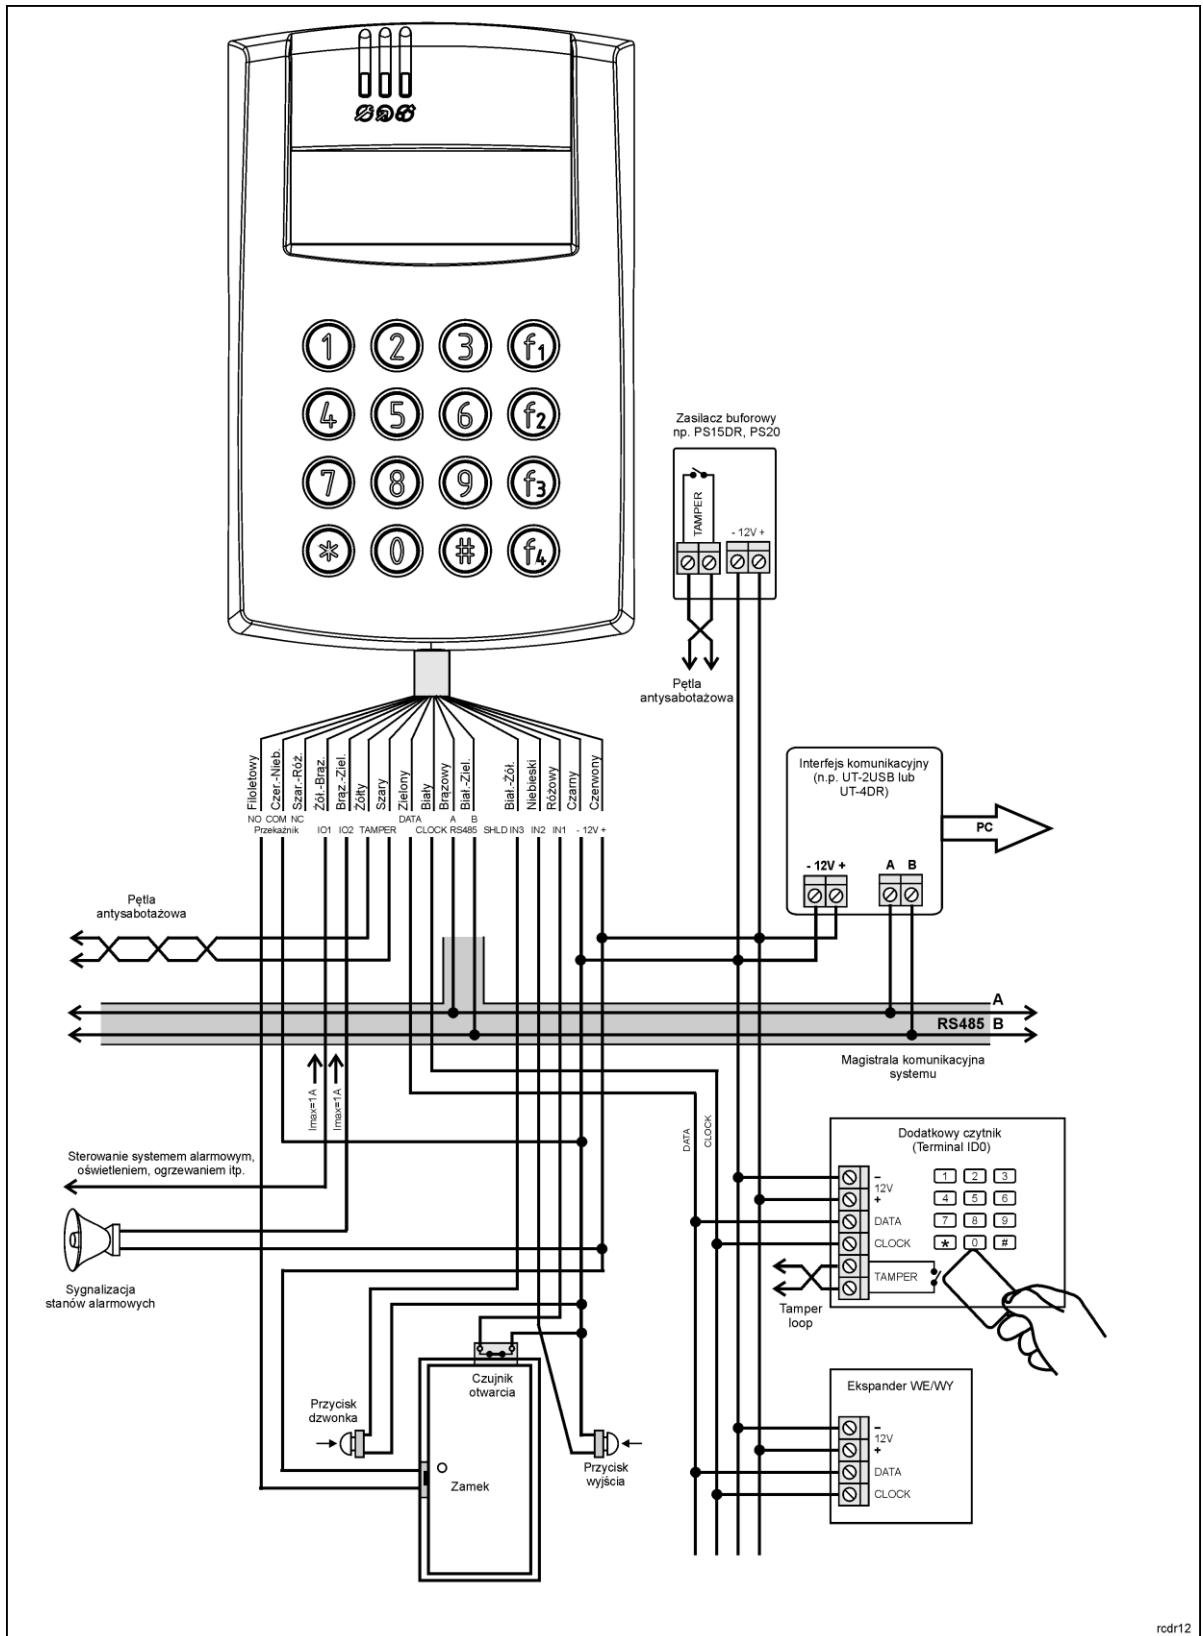 1 2 3 f1
4 5 6 f2
7 8 9 f3
* 0 # f4
Zasilacz buforowy
np. PS15DR, PS20
TAMPER
- 12V +
Pętla
antysabotażowa
Interfejs komunikacyjny
(n.p. UT-2USB lub
UT-4DR)
PC
- 12V +
A B
Filoletowy
Czer.-Nieb.
Szar.-Róż.
Żół.-Brąz.
Brąz.-Ziel.
Żółty
Szary
Zielony
Biały
Brązowy
Biał.-Ziel.
Biał.-Żół.
Niebieski
Różowy
Czarny
Czerwony
NO COM NC
Przekaźnik
IO1 IO2 TAMPER
DATA
CLOCK
A B
RS485
SHLD IN3 IN2 IN1 - 12V +
Pętla
antysabotażowa
A
RS485 B
Magistrala komunikacyjna
systemu
Imax=1A
Imax=1A
DATA
CLOCK
Sterowanie systemem alarmowym,
oświetleniem, ogrzewaniem itp.
Sygnalizacja
stanów alarmowych
Dodatkowy czytnik
(Terminal ID0)
-
12V
+
DATA
CLOCK
TAMPER
1 2 3
4 5 6
7 8 9
* 0 #
Tamper
loop
Czujnik
otwarcia
Przycisk
dzwonka
Zamek
Przycisk
wyjścia
Ekspander WE/WY
-
12V
+
DATA
CLOCK
rcdr12